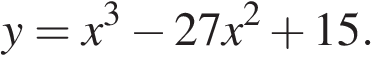 y = x³ − 27x² + 15.